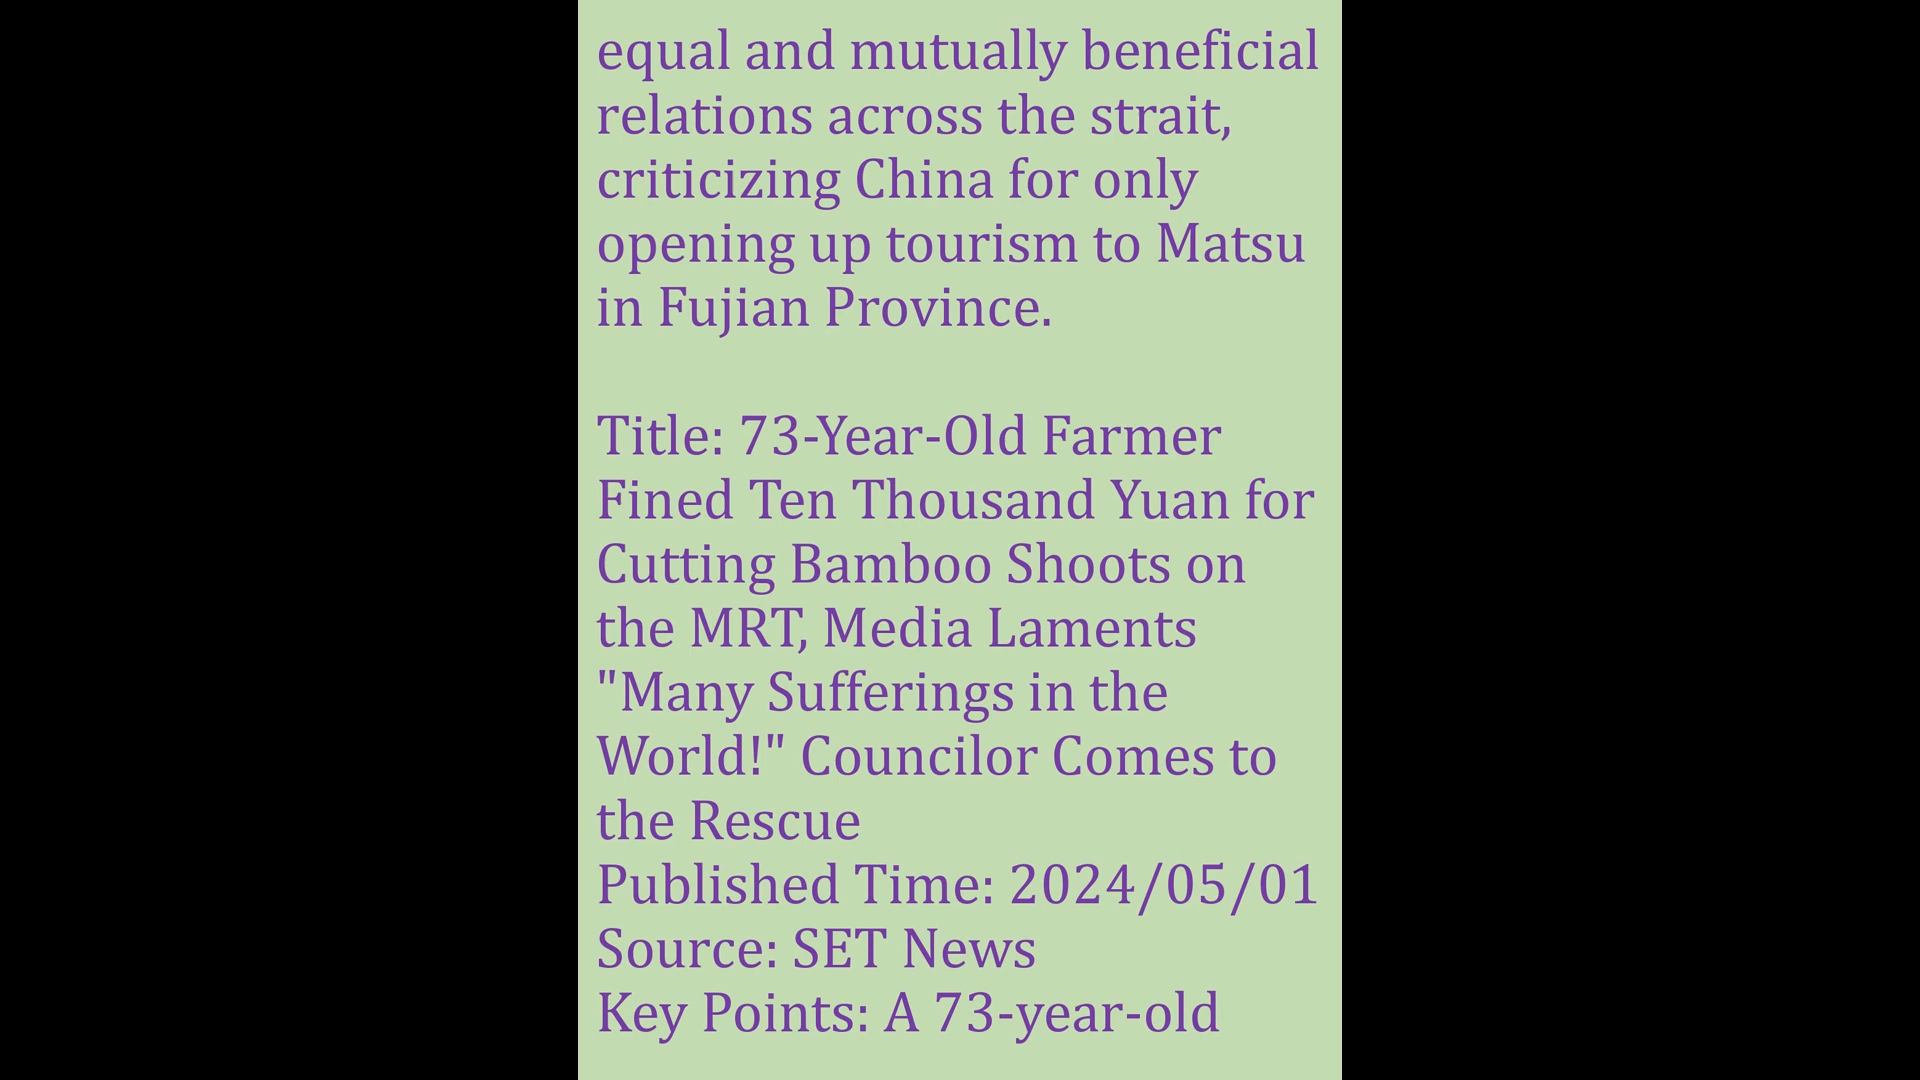 equal and mutually beneficial
relations across the strait,
criticizing China for only
opening up tourism to Matsu
in Fujian Province.
Title: 73-Year-Old Farmer
Fined Ten Thousand Yuan for
Cutting Bamboo Shoots on
the MRT, Media Laments
"Many Sufferings in the
World!" Councilor Comes to
the Rescue
Published Time: 2024/05/01
Source: SET News
Key Points: A 73-year-old